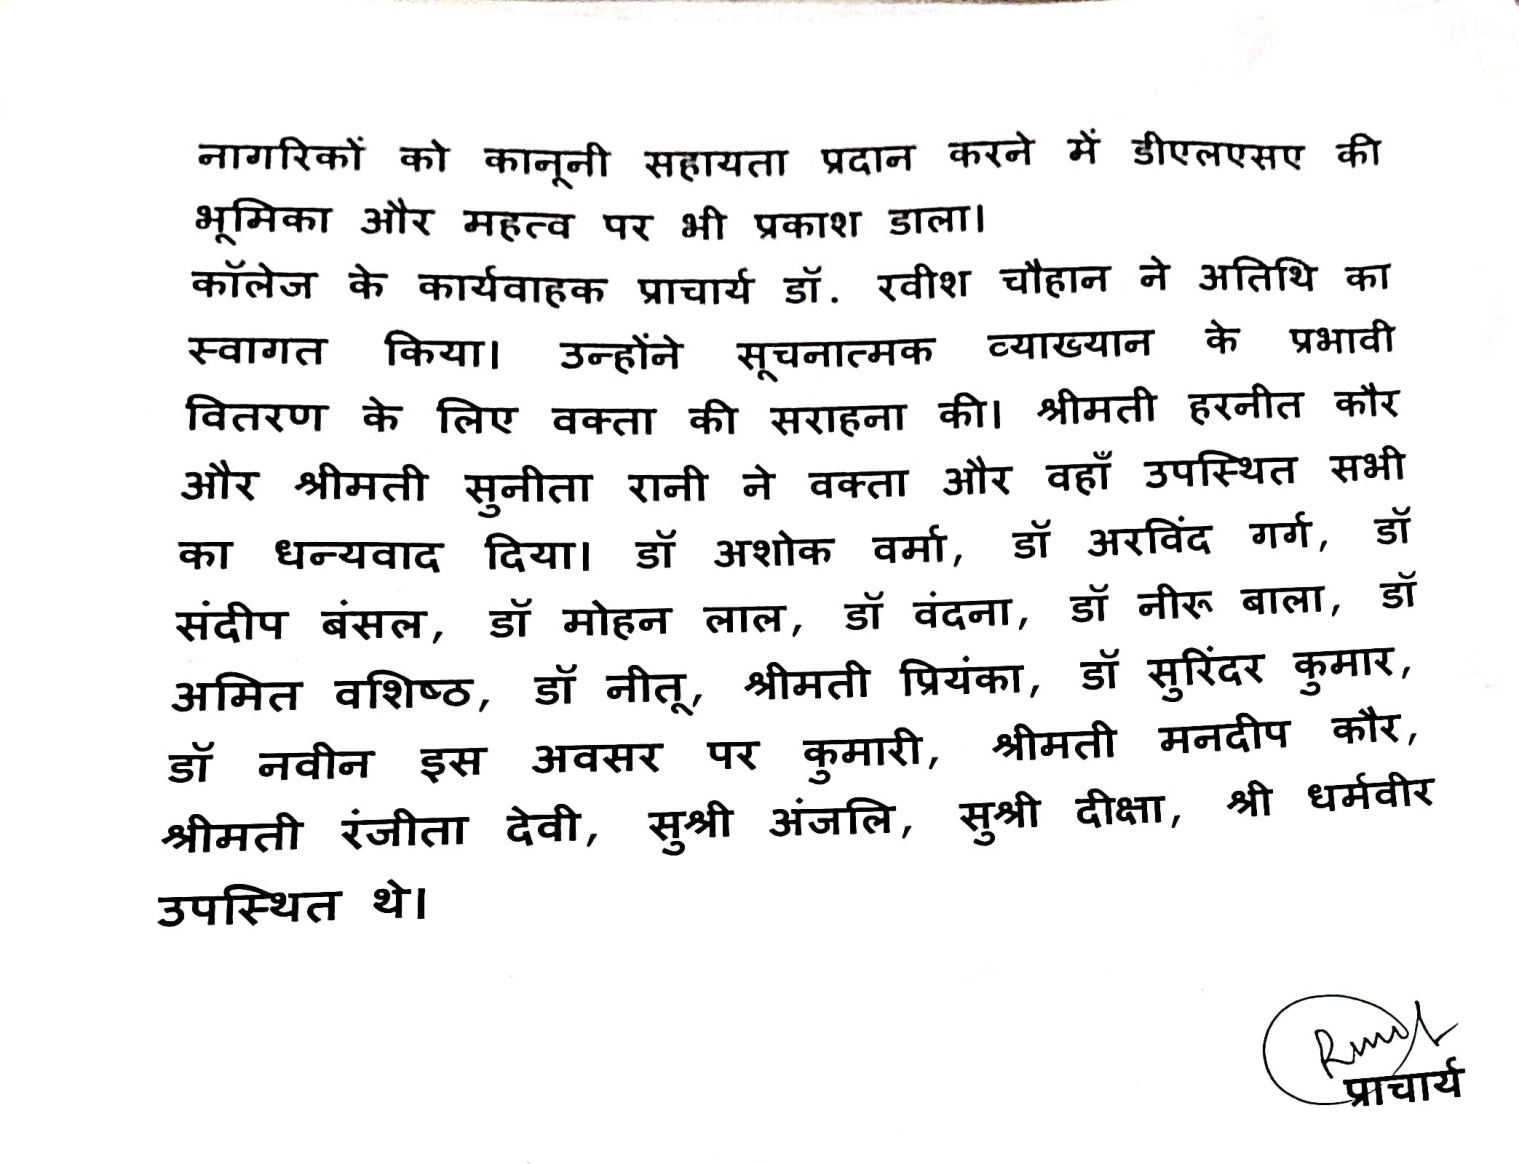 नागरिकों को कानूनी सहायता प्रदान करने में डीएलएसए की
भूमिका और महत्व पर भी प्रकाश डाला।
कॉलेज के कार्यवाहक प्राचार्य डॉ. रवीश चौहान ने अतिथि का
स्वागत किया। उन्होंने सूचनात्मक व्याख्यान के प्रभावी
वितरण के लिए वक्ता की सराहना की। श्रीमती हरनीत कौर
और श्रीमती सुनीता रानी ने वक्ता और वहाँ उपस्थित सभी
का धन्यवाद दिया। डॉ अशोक वर्मा, डॉ अरविंद गर्ग, डॉ
संदीप बंसल, डॉ मोहन लाल, डॉ वंदना, डॉ नीरू बाला, डॉ
अमित वशिष्ठ, डॉ नीतू, श्रीमती प्रियंका, डॉ सुरिंदर कुमार,
डॉ नवीन इस अवसर पर कुमारी, श्रीमती मनदीप कौर,
श्रीमती रंजीता देवी, सुश्री अंजलि, सुश्री दीक्षा, श्री धर्मवीर
उपस्थित थे।
प्राचार्य